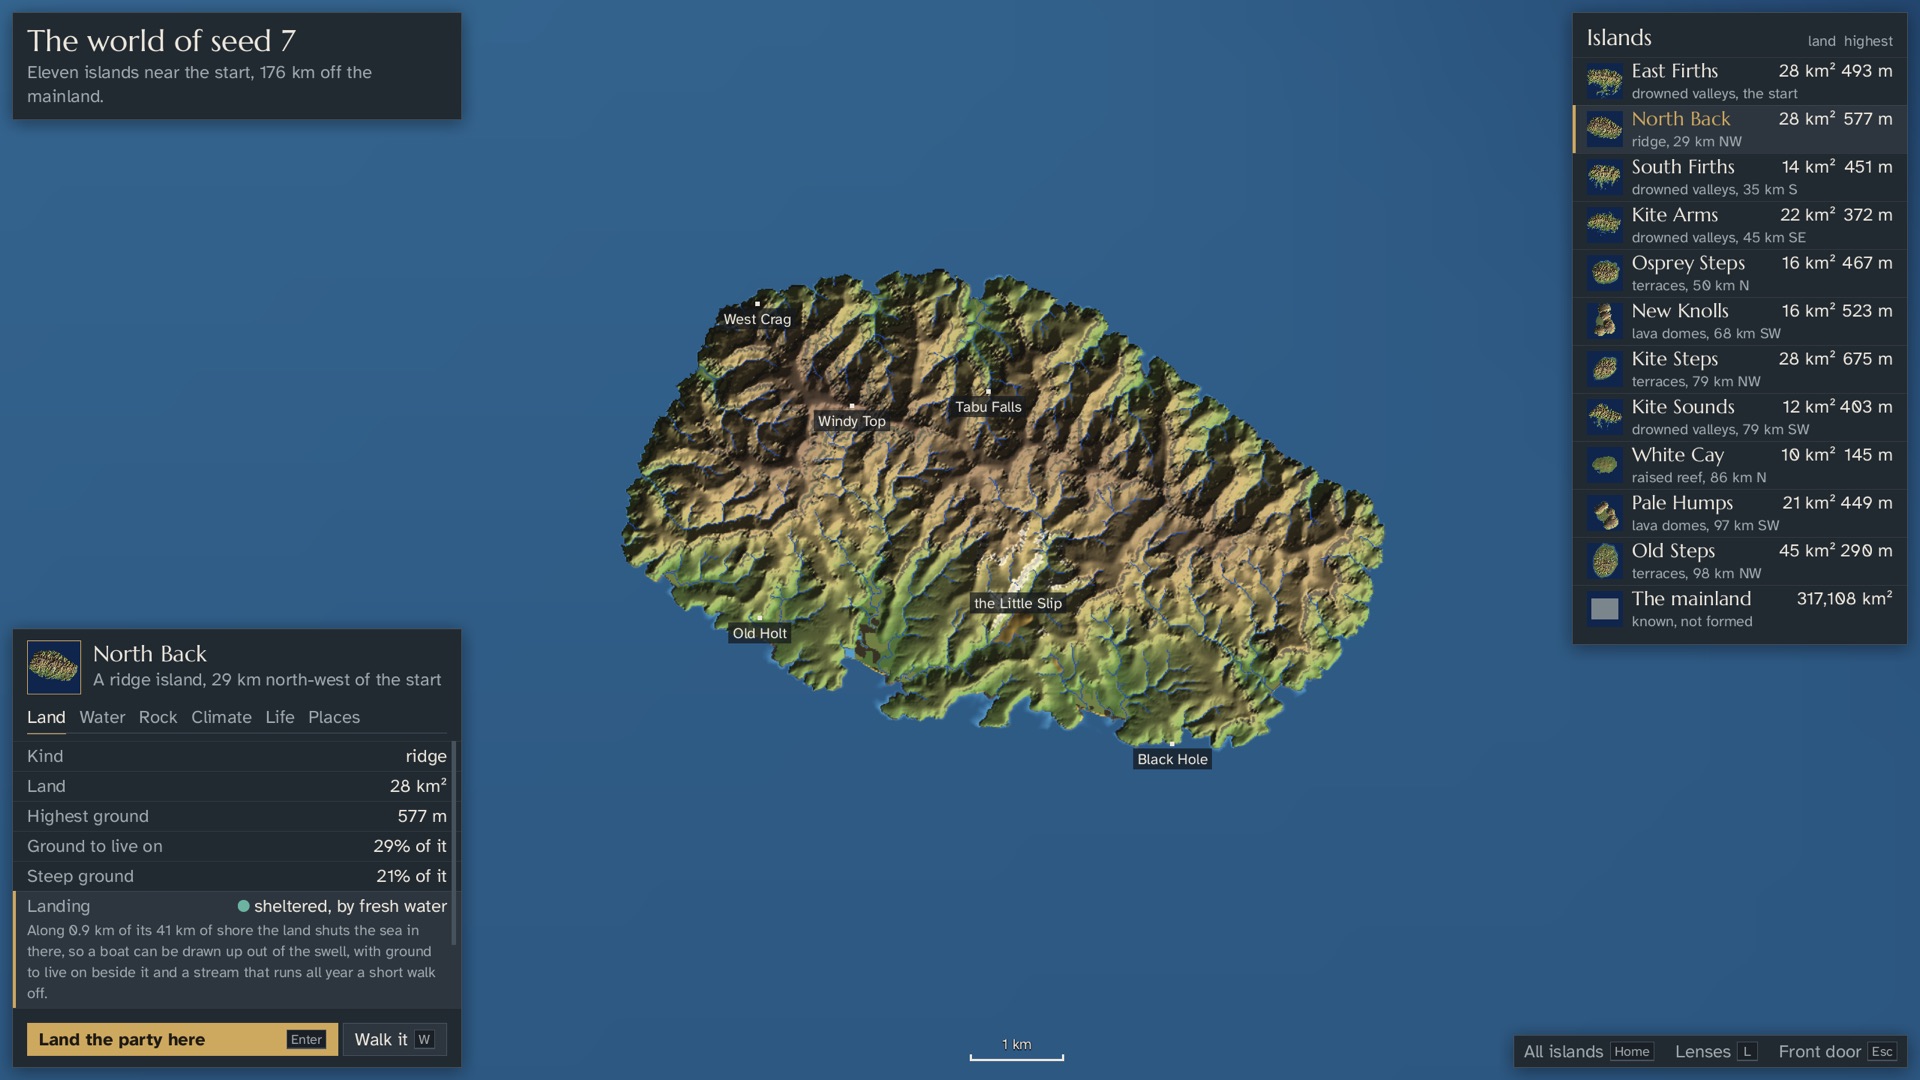 The world of seed 7
Eleven islands near the start, 176 km off the
mainland.
Islands land highest
East Firths 28 km² 493 m
drowned valleys, the start
North Back 28 km² 577 m
ridge, 29 km NW
South Firths 14 km² 451 m
drowned valleys, 35 km S
Kite Arms 22 km² 372 m
drowned valleys, 45 km SE
Osprey Steps 16 km² 467 m
terraces, 50 km N
New Knolls 16 km² 523 m
lava domes, 68 km SW
Kite Steps 28 km² 675 m
terraces, 79 km NW
Kite Sounds 12 km² 403 m
drowned valleys, 79 km SW
White Cay 10 km² 145 m
raised reef, 86 km N
Pale Humps 21 km² 449 m
lava domes, 97 km SW
Old Steps 45 km² 290 m
terraces, 98 km NW
The mainland 317,108 km²
known, not formed
West Crag
Tabu Falls
Windy Top
the Little Slip
Old Holt
Black Hole
North Back
A ridge island, 29 km north-west of the start
Land Water Rock Climate Life Places
Kind ridge
Land 28 km²
Highest ground 577 m
Ground to live on 29% of it
Steep ground 21% of it
Landing sheltered, by fresh water
Along 0.9 km of its 41 km of shore the land shuts the sea in
there, so a boat can be drawn up out of the swell, with ground
to live on beside it and a stream that runs all year a short walk
off.
Land the party here Enter Walk it W
1 km
All islands Home Lenses L Front door Esc